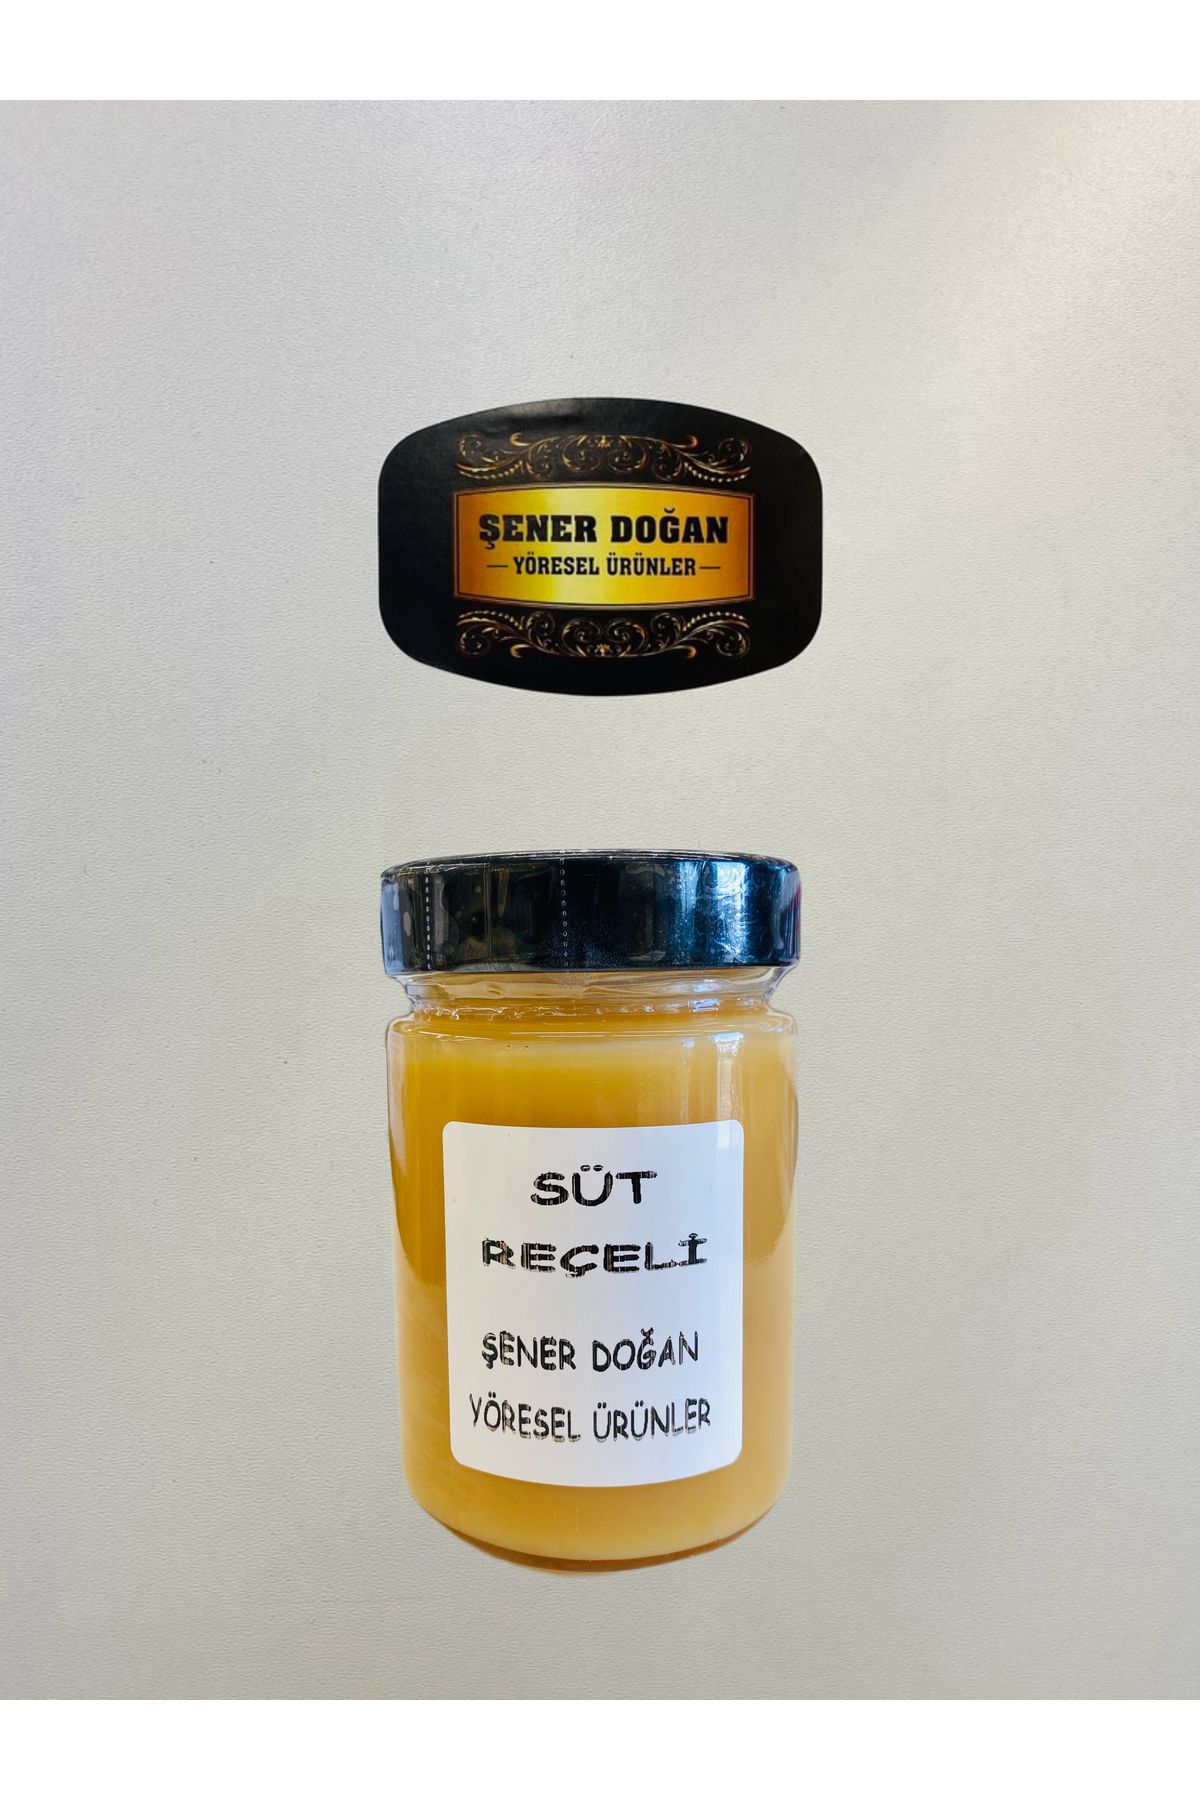 ŞENER DOĞAN
— YÖRESEL ÜRÜNLER —
SÜT
REÇELİ
ŞENER DOĞAN
YÖRESEL ÜRÜNLER